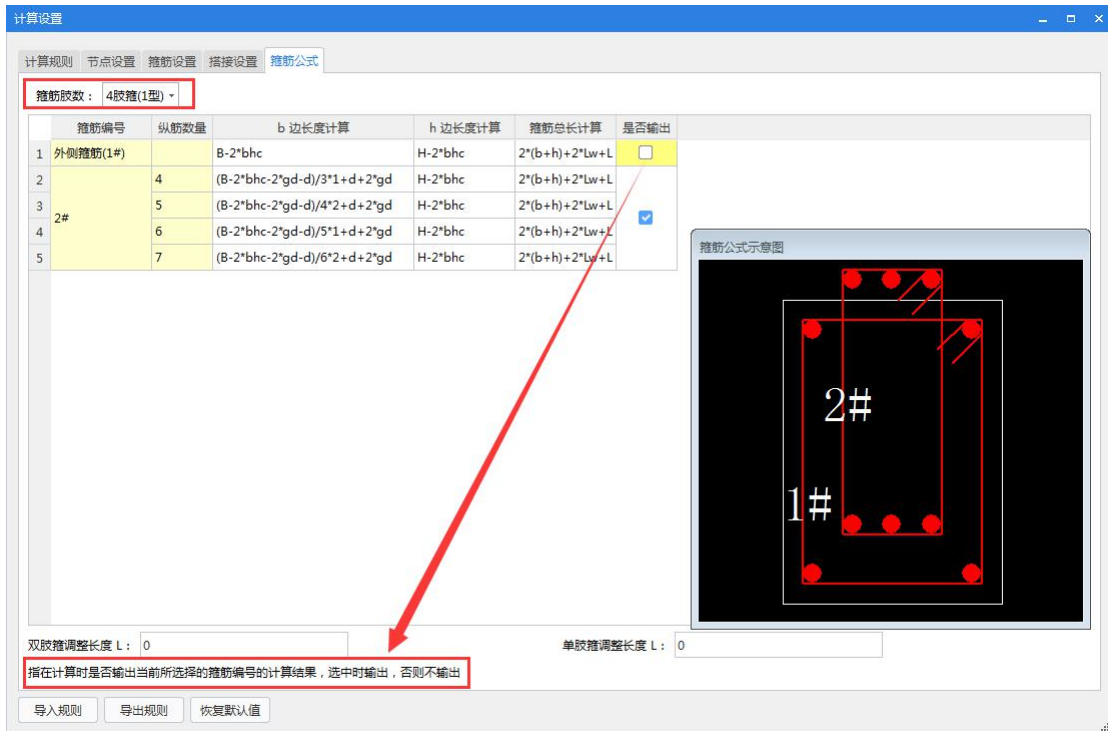 计算设置
计算规则 节点设置 箍筋设置 搭接设置 箍筋公式
箍筋肢数： 4肢箍(1型)
箍筋编号 纵筋数量 b 边长度计算 h 边长度计算 箍筋总长计算 是否输出
1 外侧箍筋(1#) B-2*bhc H-2*bhc 2*(b+h)+2*Lw+L
2 4 (B-2*bhc-2*gd-d)/3*1+d+2*gd H-2*bhc 2*(b+h)+2*Lw+L
3 2# 5 (B-2*bhc-2*gd-d)/4*2+d+2*gd H-2*bhc 2*(b+h)+2*Lw+L
4 6 (B-2*bhc-2*gd-d)/5*1+d+2*gd H-2*bhc 2*(b+h)+2*Lw+L
5 7 (B-2*bhc-2*gd-d)/6*2+d+2*gd H-2*bhc 2*(b+h)+2*Lw+L
箍筋公式示意图
2#
1#
双肢箍调整长度 L： 0 单肢箍调整长度 L： 0
指在计算时是否输出当前所选择的箍筋编号的计算结果，选中时输出，否则不输出
导入规则 导出规则 恢复默认值